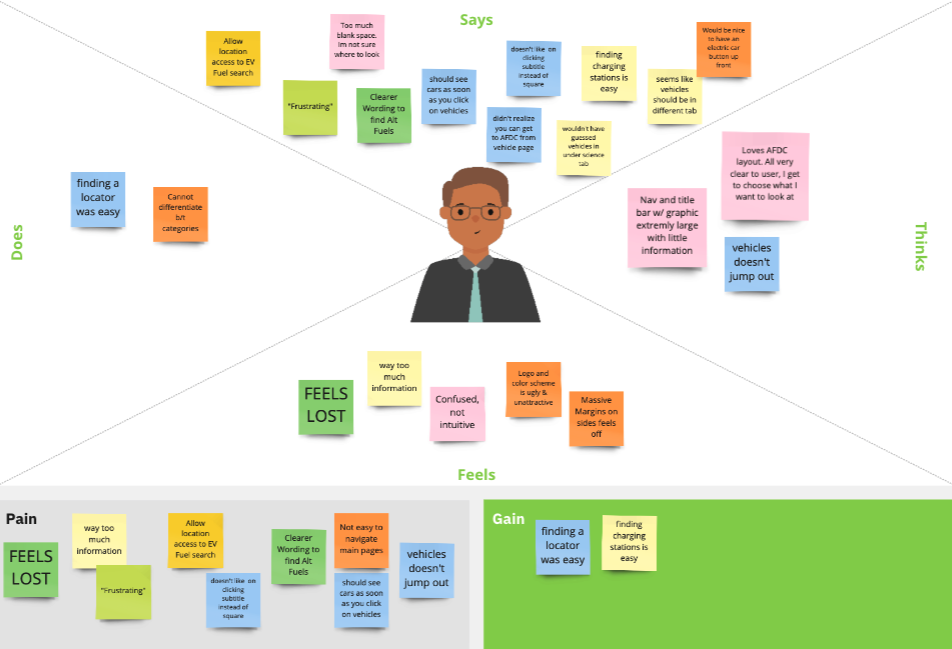 Says
Allow
location
access to EV
Fuel search
Too much
blank space,
im not sure
where to look
"Frustrating"
Clearer
Wording to
find Alt
Fuels
should see
cars as soon
as you click
on vehicles
doesn't like on
clicking
subtitle
instead of
square
didn't realize
you can get
to AFDC from
vehicle page
finding
charging
stations is
easy
wouldn't have
guessed
vehicles in
under science
tab
seems like
vehicles
should be in
different tab
Would be nice
to have an
electric car
button up
front
Does
finding a
locator
was easy
Cannot
differentiate
b/t
categories
Thinks
Nav and title
bar w/ graphic
extremly large
with little
information
Loves AFDC
layout. All very
clear to user, I get
to choose what I
want to look at
vehicles
doesn't
jump out
FEELS
LOST
way too
much
information
Confused,
not
intuitive
Logo and
color scheme
is ugly &
unattractive
Massive
Margins on
sides feels
off
Feels
Pain
FEELS
LOST
way too
much
information
"Frustrating"
Allow
location
access to EV
Fuel search
doesn't like on
clicking
subtitle
instead of
square
Clearer
Wording to
find Alt
Fuels
Not easy to
navigate
main pages
should see
cars as soon
as you click
on vehicles
vehicles
doesn't
jump out
Gain
finding a
locator
was easy
finding
charging
stations is
easy